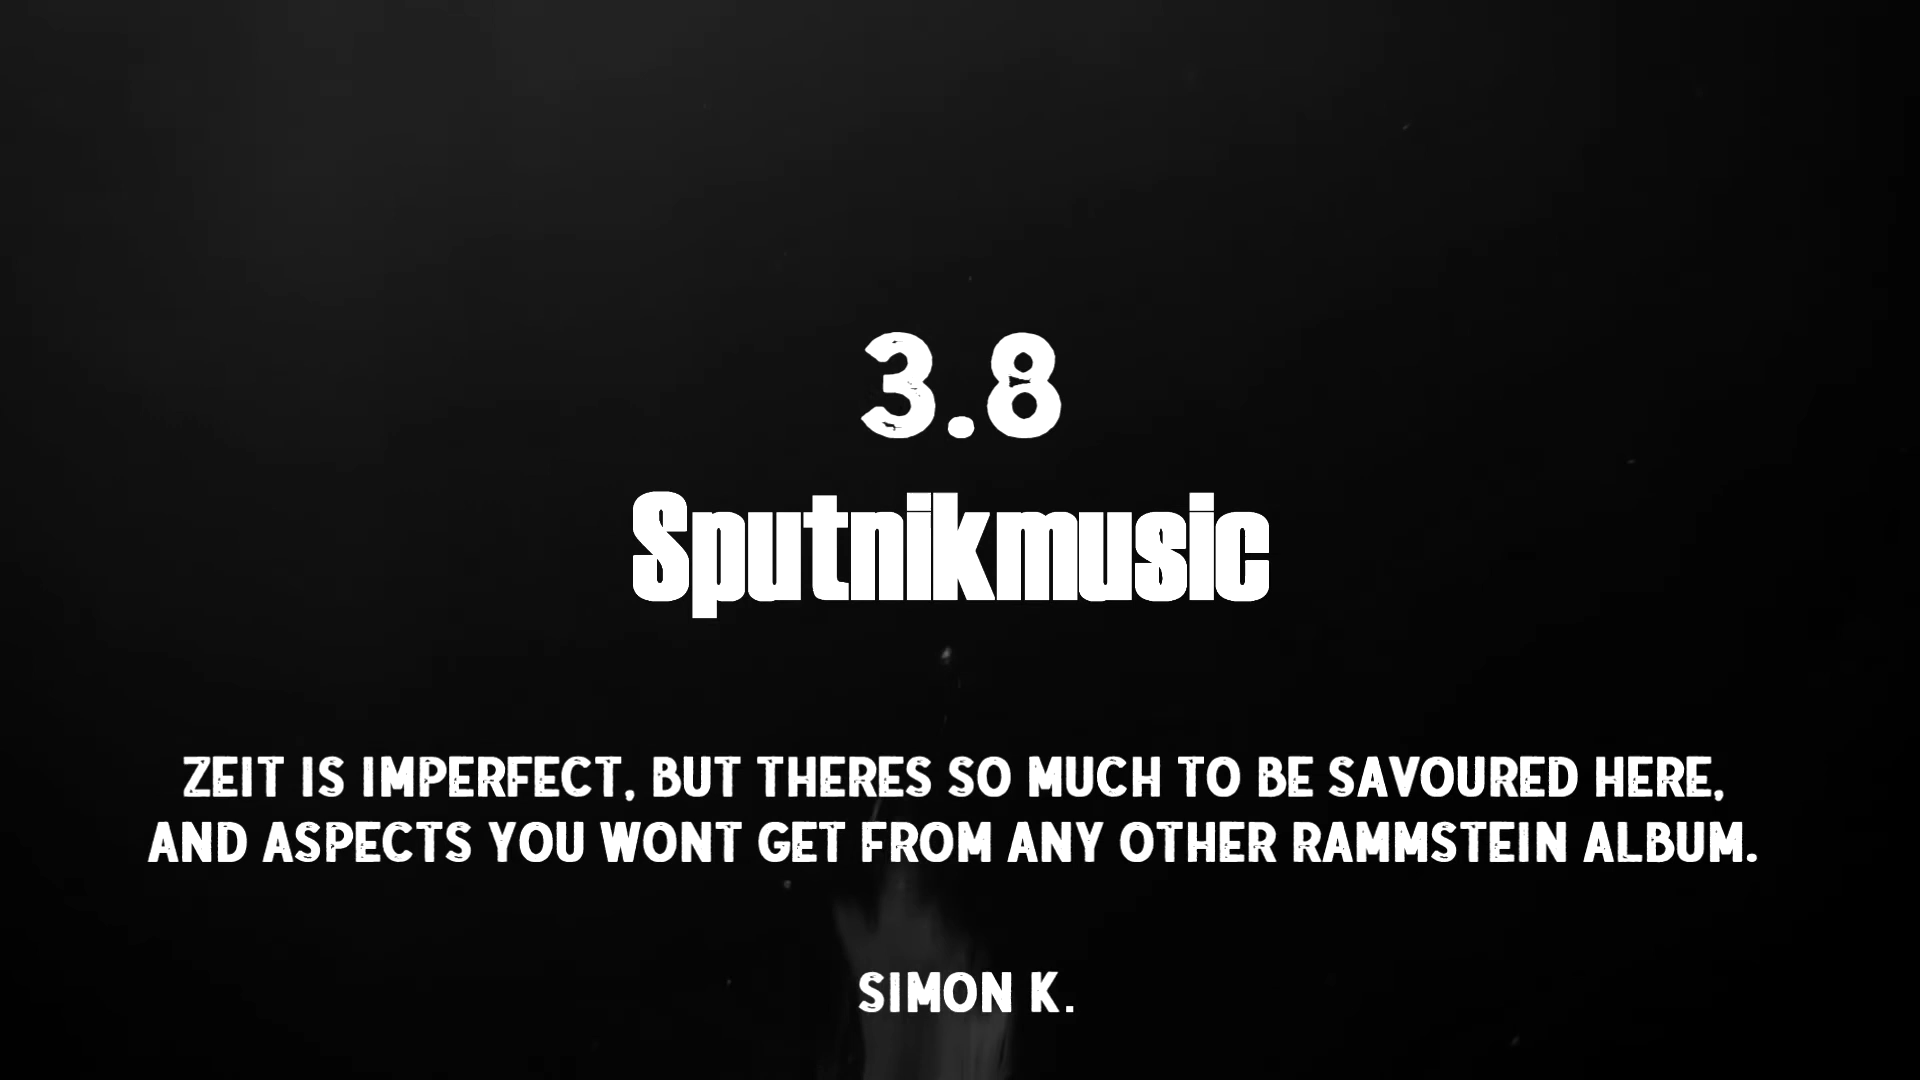 3.8
Sputnikmusic
ZEIT IS IMPERFECT, BUT THERES SO MUCH TO BE SAVOURED HERE,
AND ASPECTS YOU WONT GET FROM ANY OTHER RAMMSTEIN ALBUM.
SIMON K.